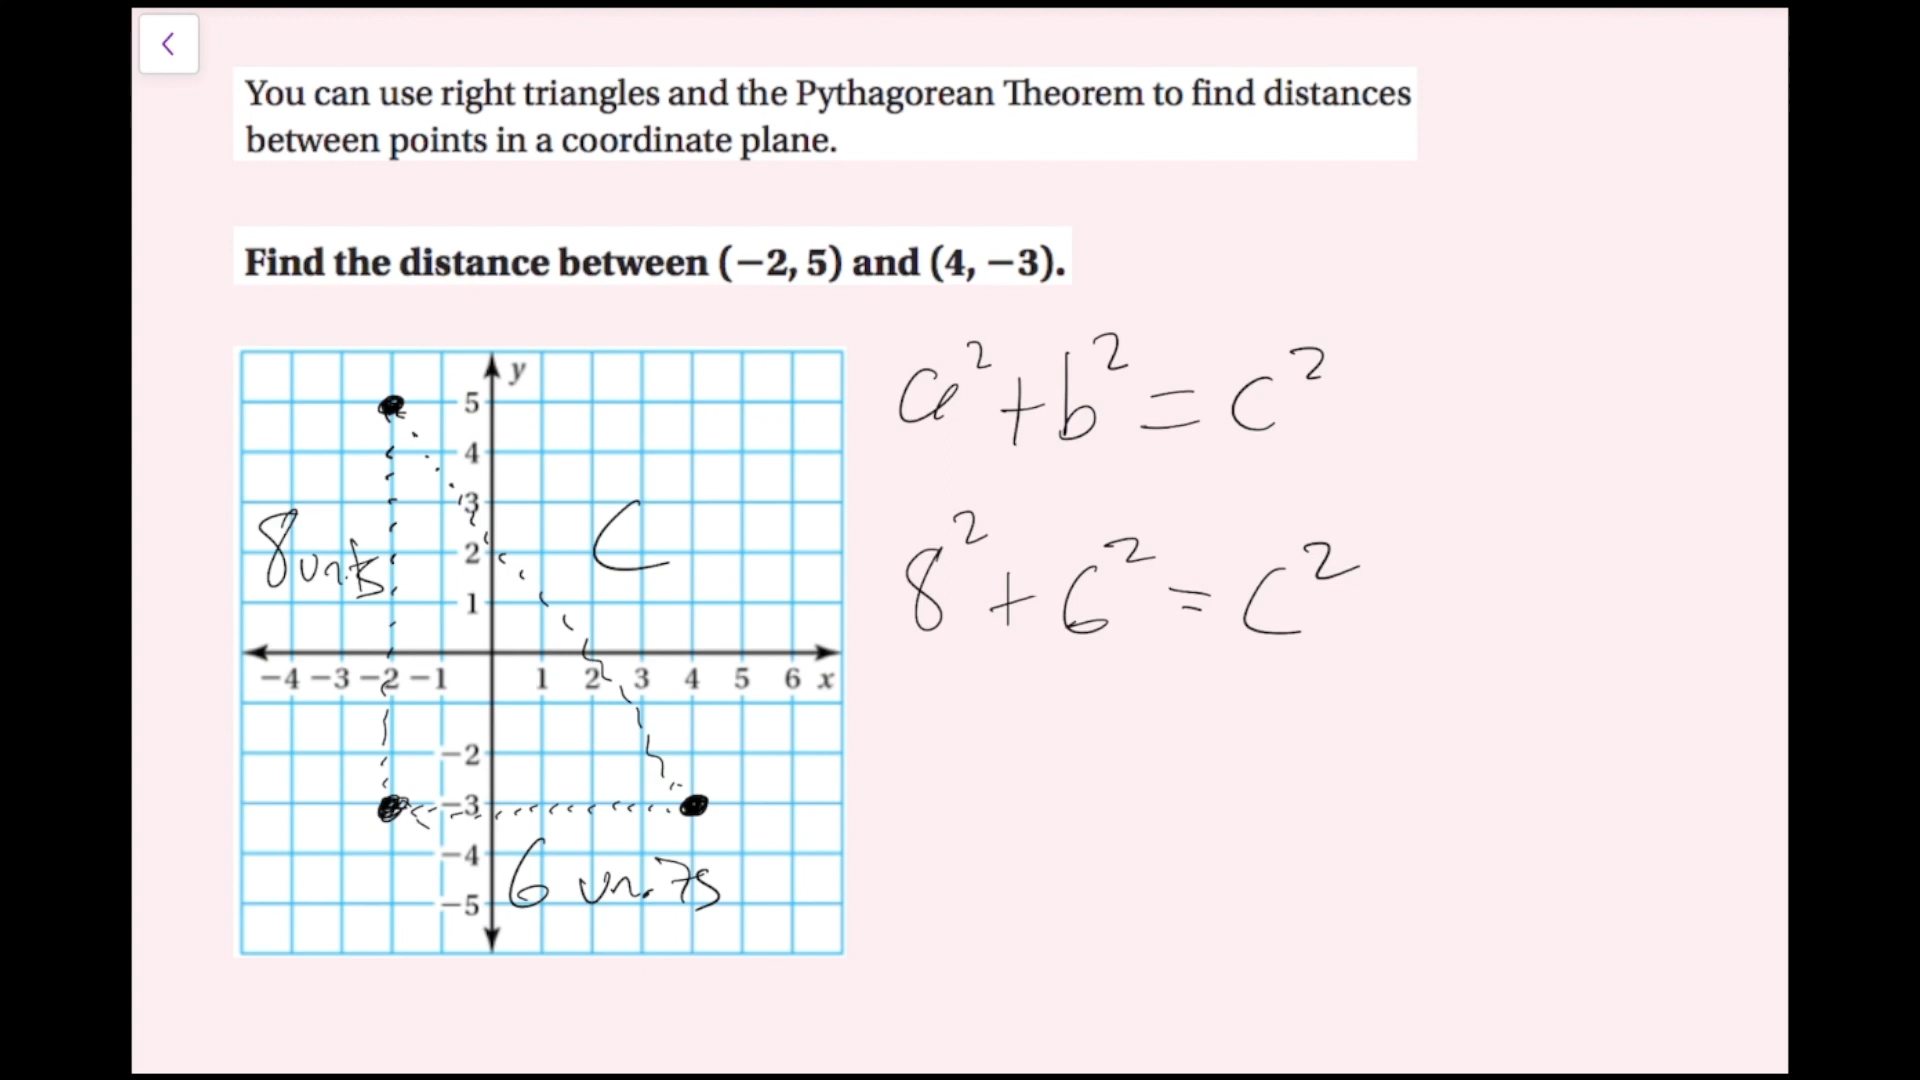 You can use right triangles and the Pythagorean Theorem to find distances
between points in a coordinate plane.
Find the distance between (−2, 5) and (4, −3).
a² + b² = c²
8² + 6² = c²
y
5
4
3
2
1
−4 −3 −2 −1 1 2 3 4 5 6 x
−2
−3
−4
−5
8 units
C
6 units